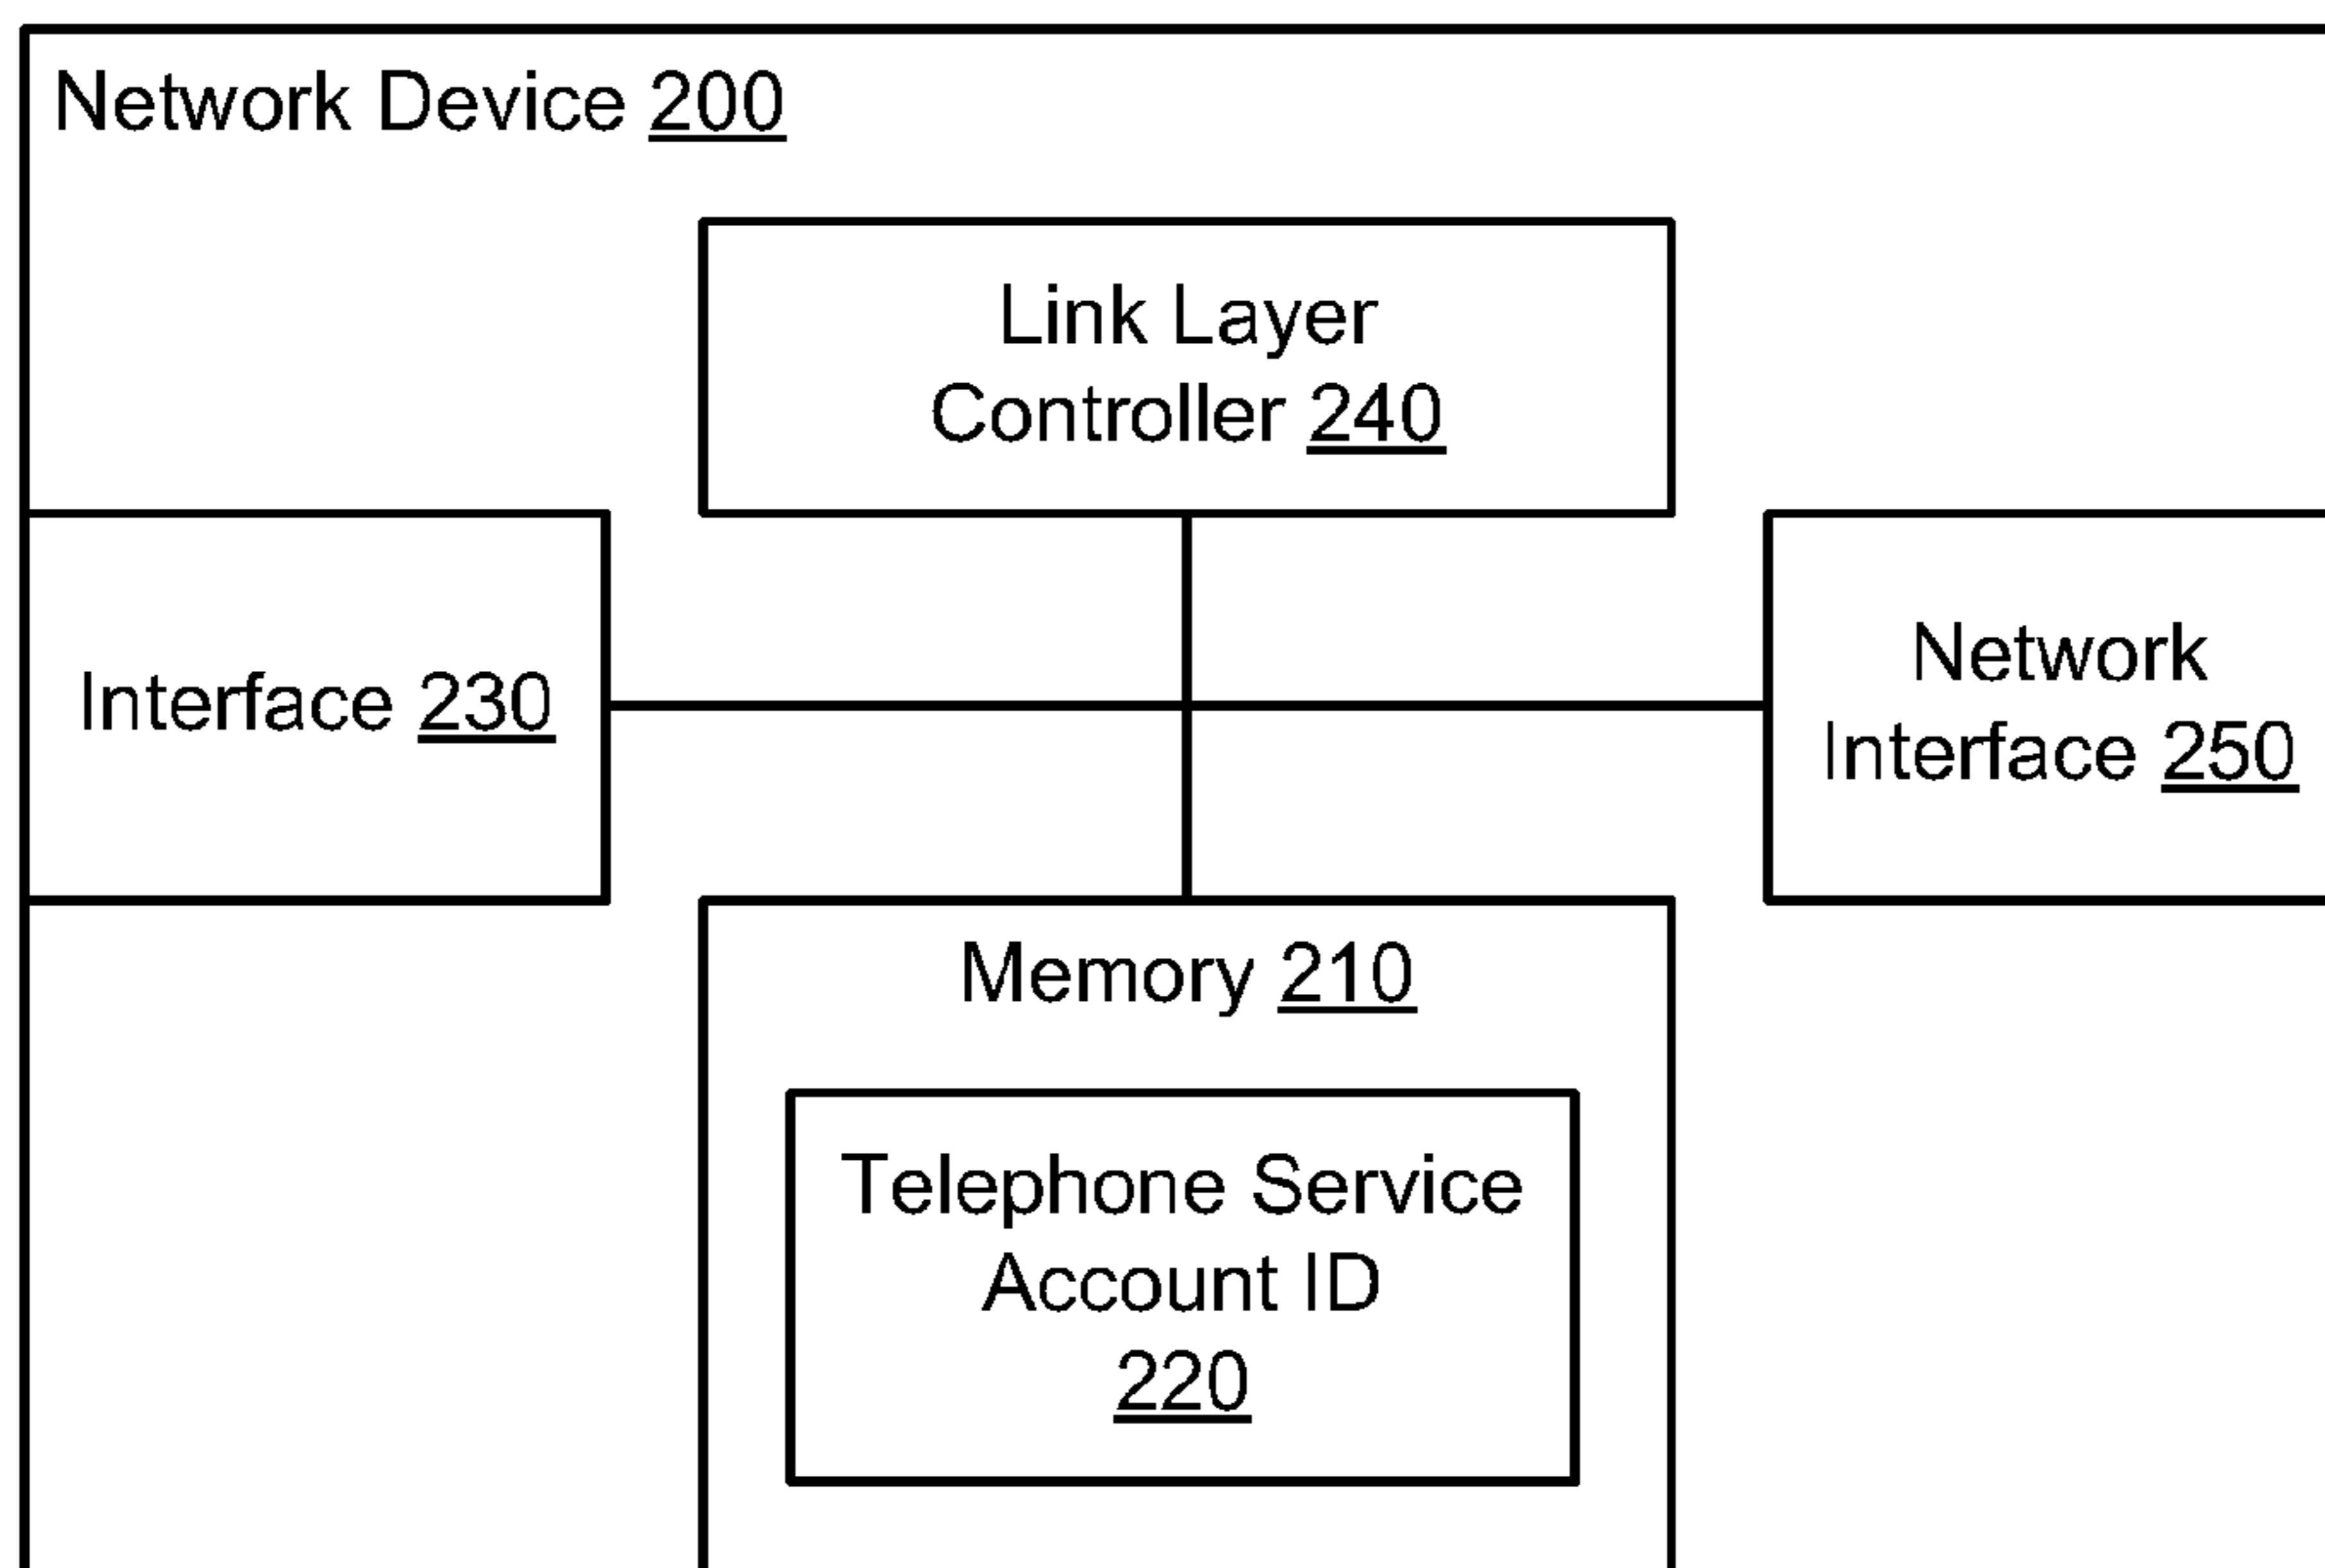 Network Device 200
Link Layer
Controller 240
Interface 230
Network
Interface 250
Memory 210
Telephone Service
Account ID
220